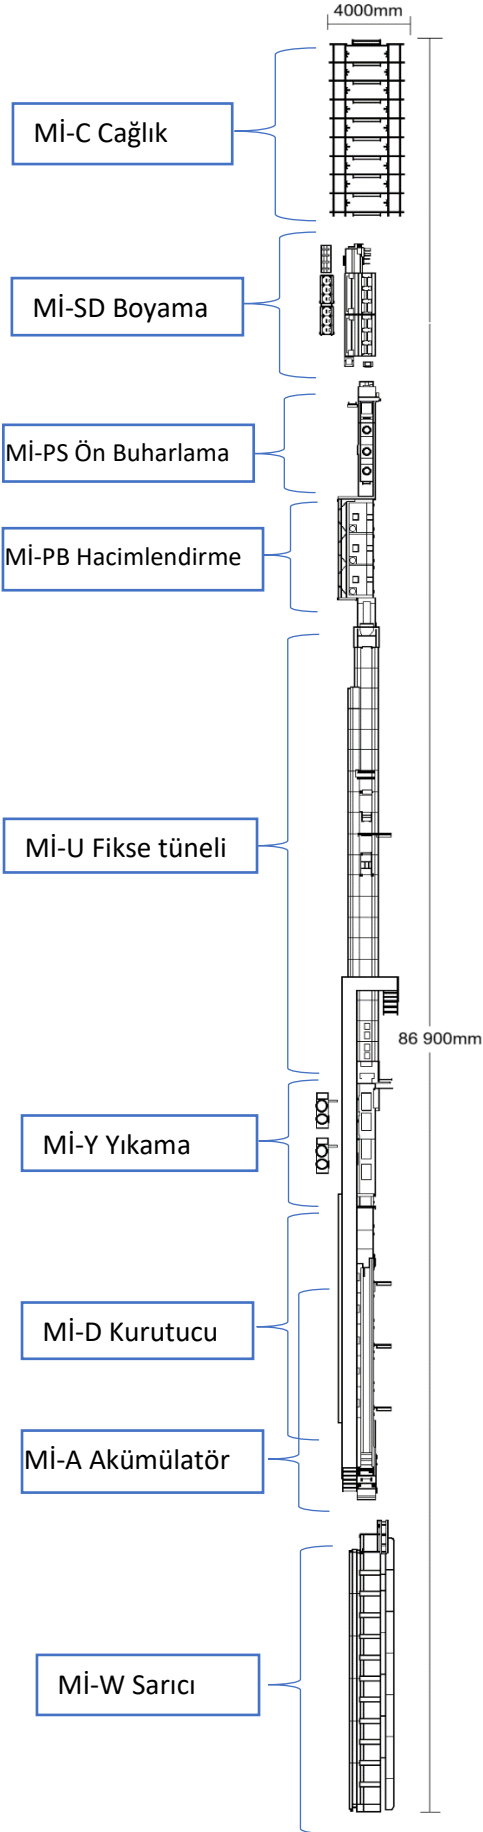 4000mm
Mİ-C Cağlık
Mİ-SD Boyama
Mİ-PS Ön Buharlama
Mİ-PB Hacimlendirme
Mİ-U Fikse tüneli
86 900mm
Mİ-Y Yıkama
Mİ-D Kurutucu
Mİ-A Akümülatör
Mİ-W Sarıcı